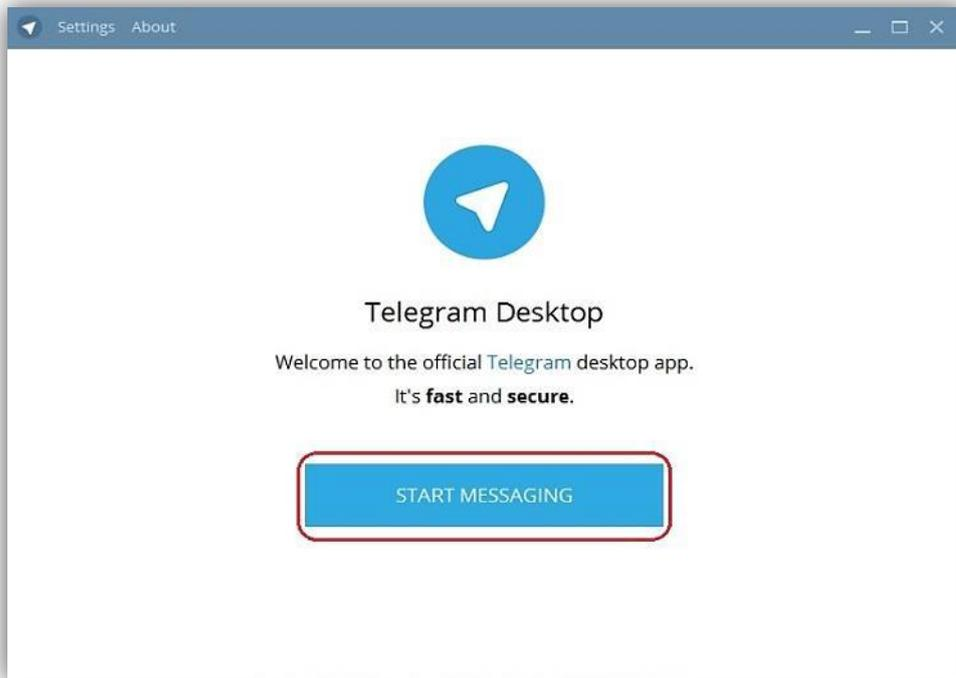 Settings About
Telegram Desktop
Welcome to the official Telegram desktop app.
It's fast and secure.
START MESSAGING